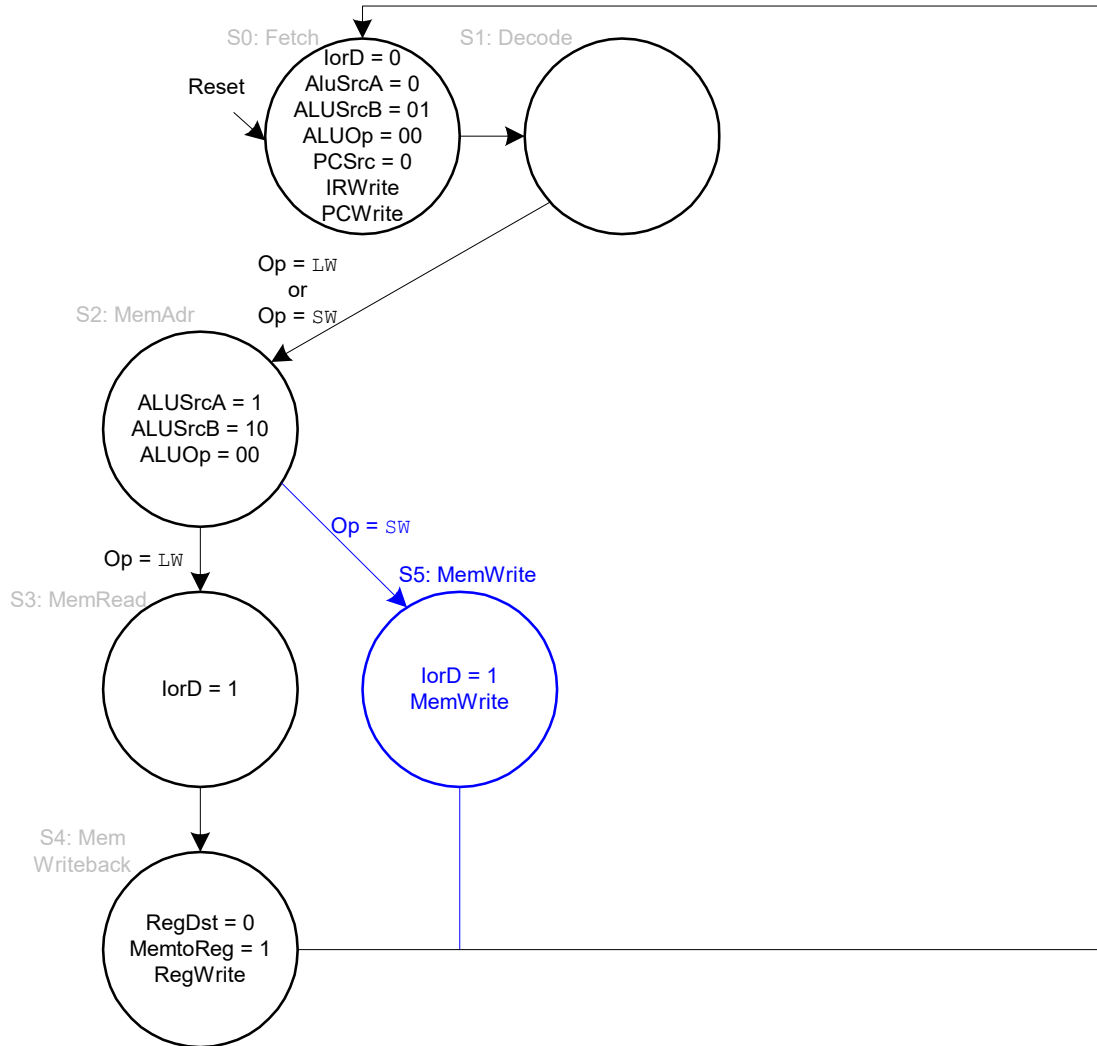 S0: Fetch
S1: Decode
Reset
IorD = 0
AluSrcA = 0
ALUSrcB = 01
ALUOp = 00
PCSrc = 0
IRWrite
PCWrite
Op = LW
or
Op = SW
S2: MemAdr
ALUSrcA = 1
ALUSrcB = 10
ALUOp = 00
Op = LW
Op = SW
S3: MemRead
S5: MemWrite
IorD = 1
IorD = 1
MemWrite
S4: Mem
Writeback
RegDst = 0
MemtoReg = 1
RegWrite